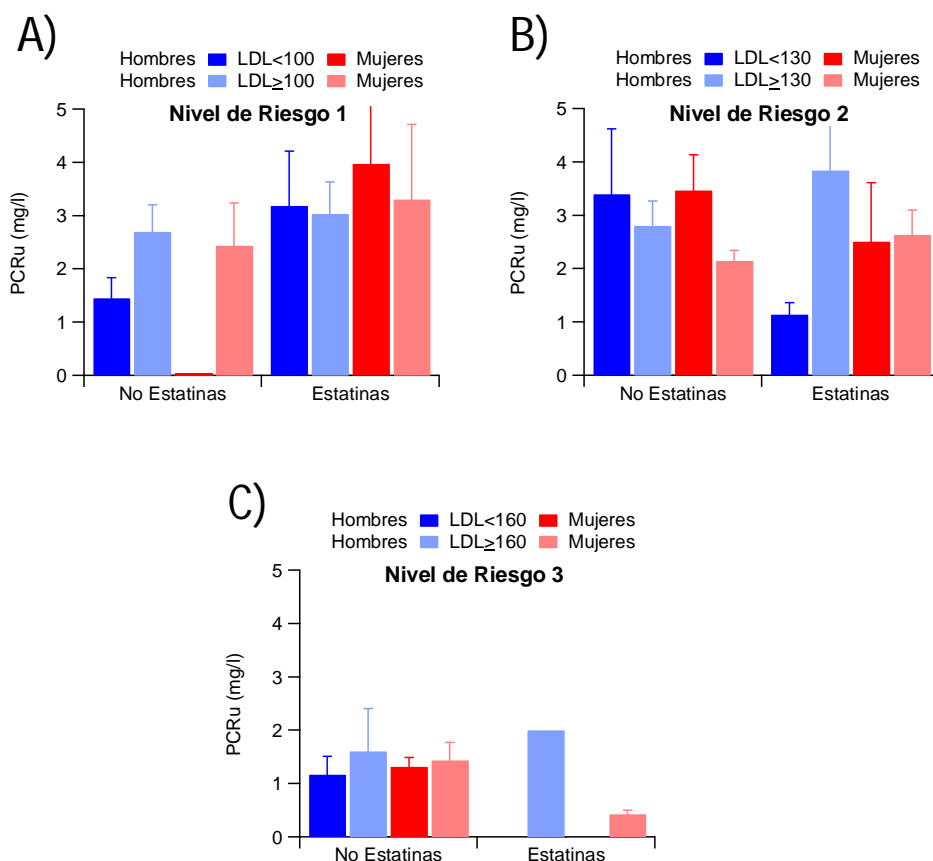 A)
Hombres LDL<100 Mujeres
Hombres LDL≥100 Mujeres
Nivel de Riesgo 1
5
4
3
2
1
0
PCRu (mg/l)
No Estatinas Estatinas
B)
Hombres LDL<130 Mujeres
Hombres LDL≥130 Mujeres
Nivel de Riesgo 2
5
4
3
2
1
0
PCRu (mg/l)
No Estatinas Estatinas
C)
Hombres LDL<160 Mujeres
Hombres LDL≥160 Mujeres
Nivel de Riesgo 3
5
4
3
2
1
0
PCRu (mg/l)
No Estatinas Estatinas